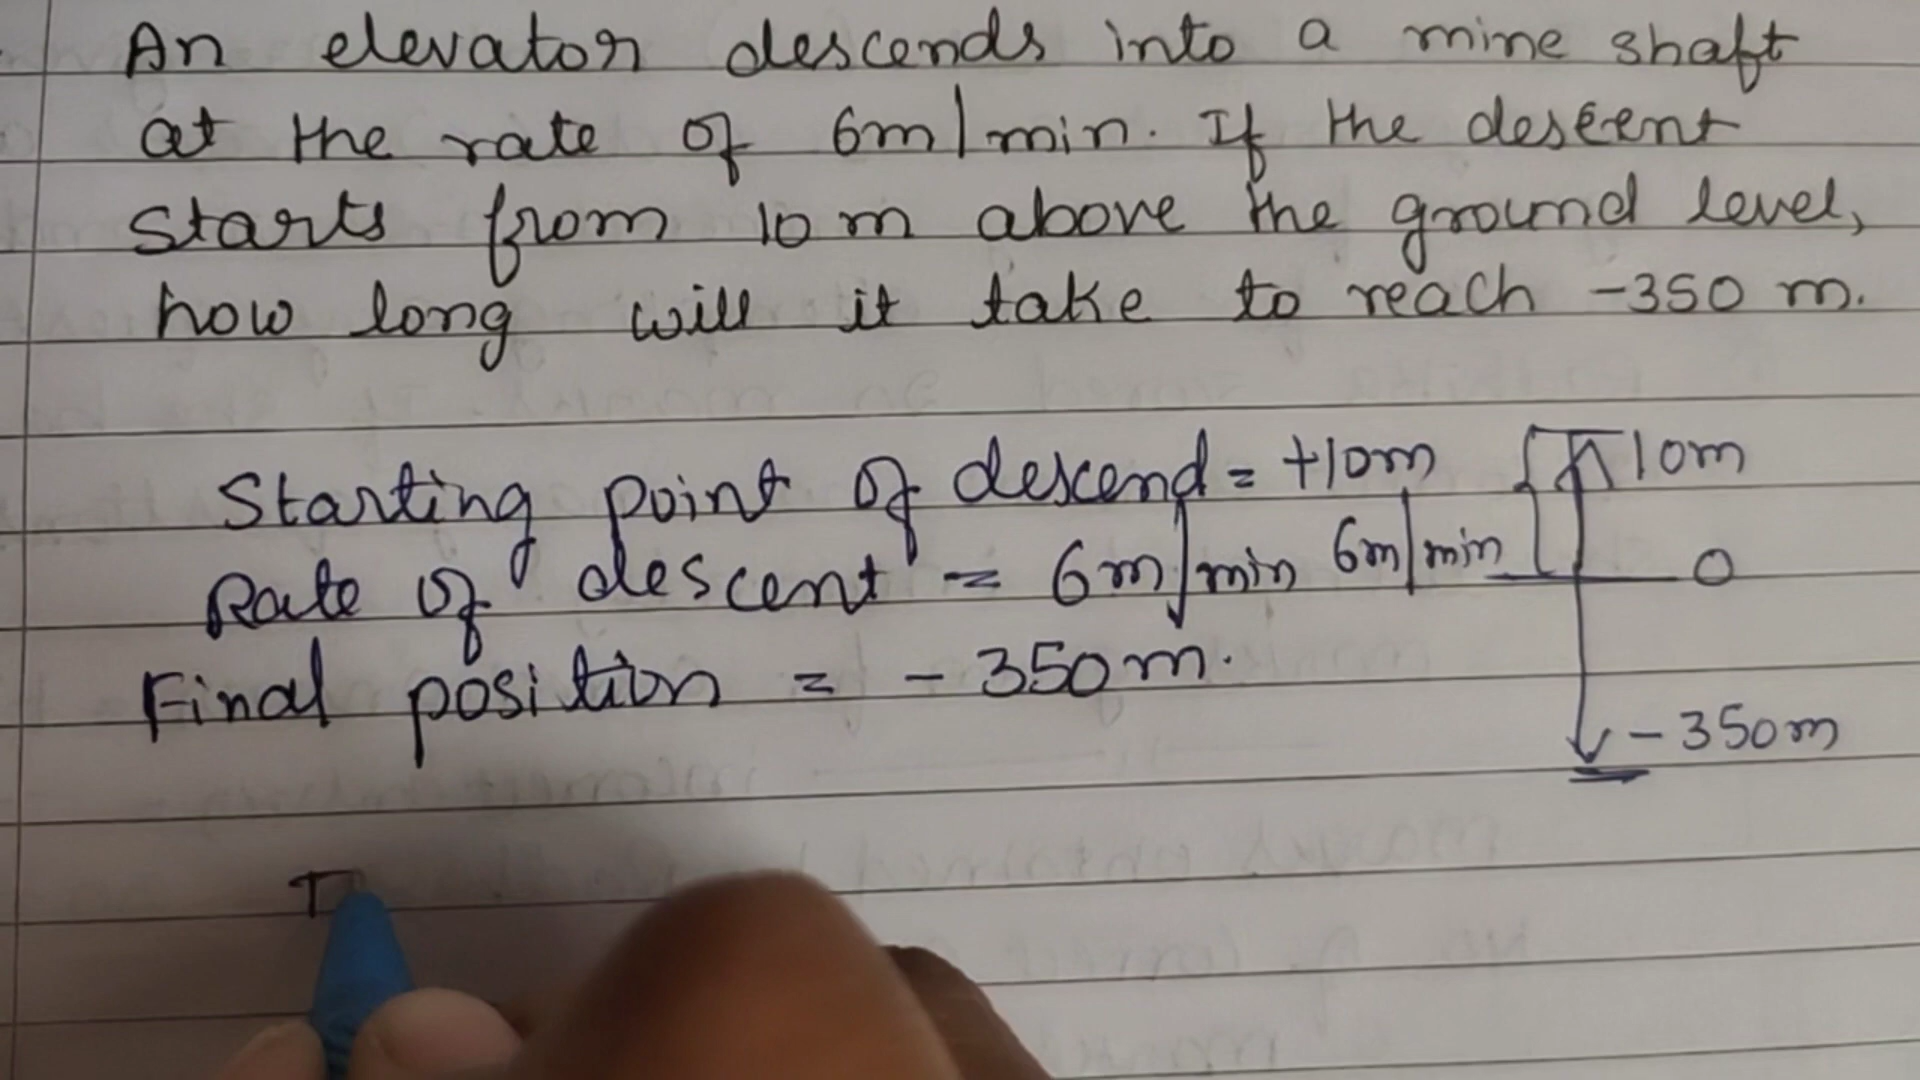 An elevator descends into a mine shaft
at the rate of 6m/min. If the descent
starts from 10 m above the ground level,
how long will it take to reach -350 m.
Starting point of descend = +10m
10m
Rate of descent = 6m/min
6m/min
0
Final position = - 350m.
- 350m
T